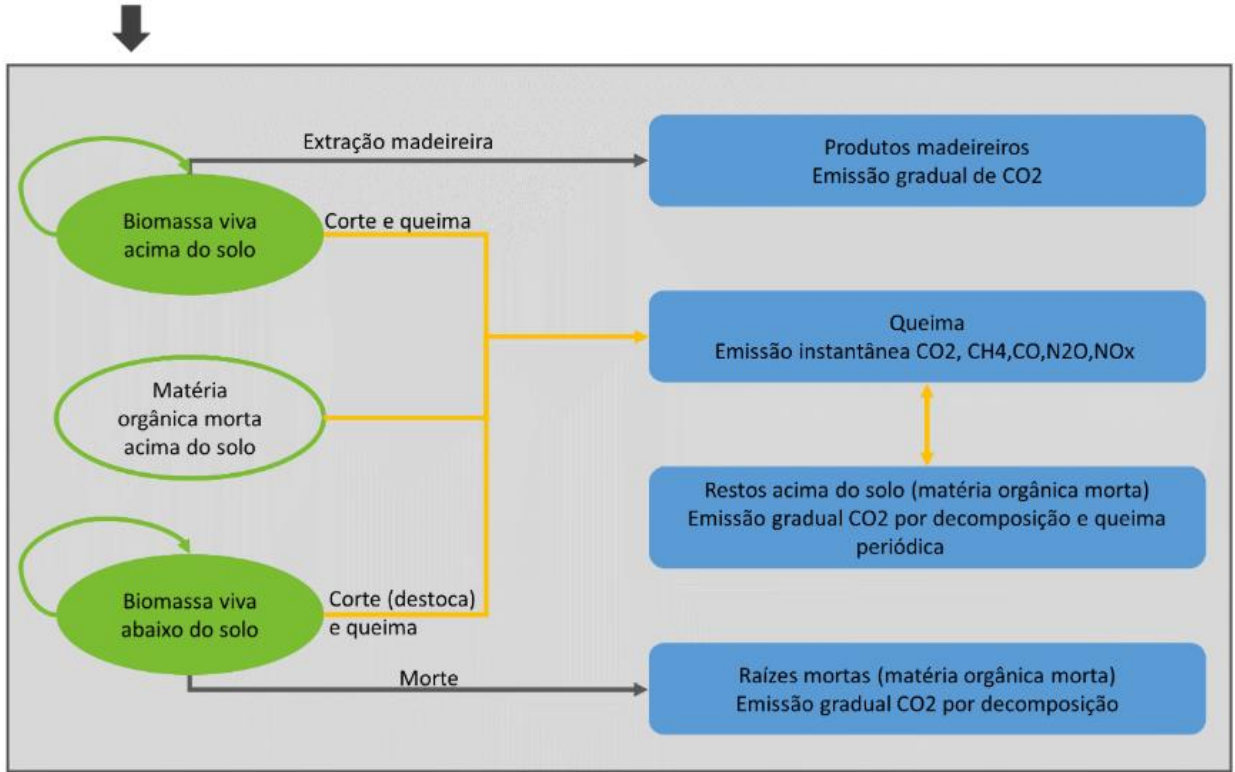 Extração madeireira
Produtos madeireiros
Emissão gradual de CO2
Biomassa viva
acima do solo
Corte e queima
Queima
Emissão instantânea CO2, CH4,CO,N2O,NOx
Matéria
orgânica morta
acima do solo
Restos acima do solo (matéria orgânica morta)
Emissão gradual CO2 por decomposição e queima
periódica
Biomassa viva
abaixo do solo
Corte (destoca)
e queima
Morte
Raízes mortas (matéria orgânica morta)
Emissão gradual CO2 por decomposição